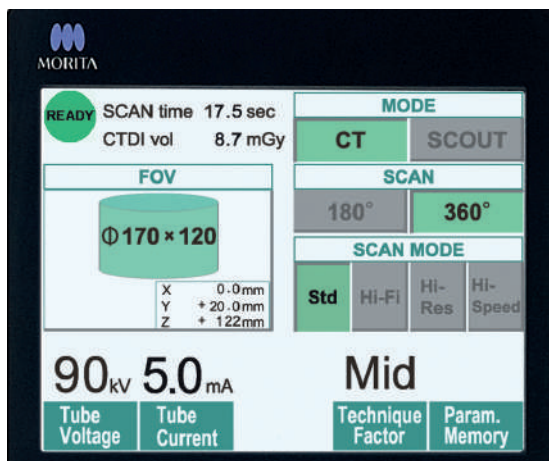 MORITA
READY
SCAN time 17.5 sec
CTDI vol 8.7 mGy
MODE
CT SCOUT
FOV
Φ170 × 120
X 0.0mm
Y + 20.0mm
Z + 122mm
SCAN
180° 360°
SCAN MODE
Std Hi-Fi Hi-Res Hi-Speed
90kV 5.0mA Mid
Tube Voltage
Tube Current
Technique Factor
Param. Memory